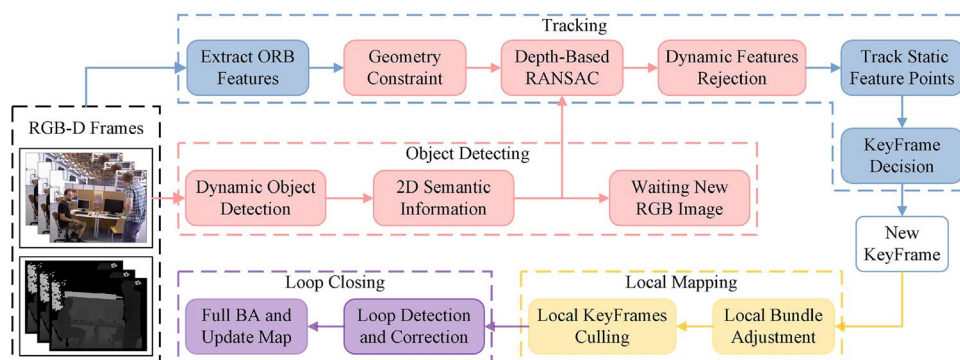 Tracking
Extract ORB
Features
Geometry
Constraint
Depth-Based
RANSAC
Dynamic Features
Rejection
Track Static
Feature Points
KeyFrame
Decision
RGB-D Frames
Object Detecting
Dynamic Object
Detection
2D Semantic
Information
Waiting New
RGB Image
New
KeyFrame
Loop Closing
Full BA and
Update Map
Loop Detection
and Correction
Local Mapping
Local KeyFrames
Culling
Local Bundle
Adjustment